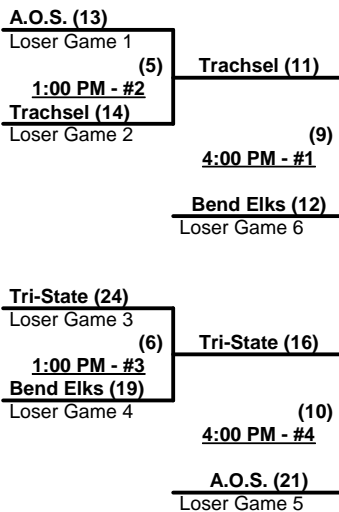 A.O.S. (13)
Loser Game 1
(5)
Trachsel (11)
1:00 PM - #2
Trachsel (14)
Loser Game 2
(9)
4:00 PM - #1
Bend Elks (12)
Loser Game 6
Tri-State (24)
Loser Game 3
(6)
Tri-State (16)
1:00 PM - #3
Bend Elks (19)
Loser Game 4
(10)
4:00 PM - #4
A.O.S. (21)
Loser Game 5